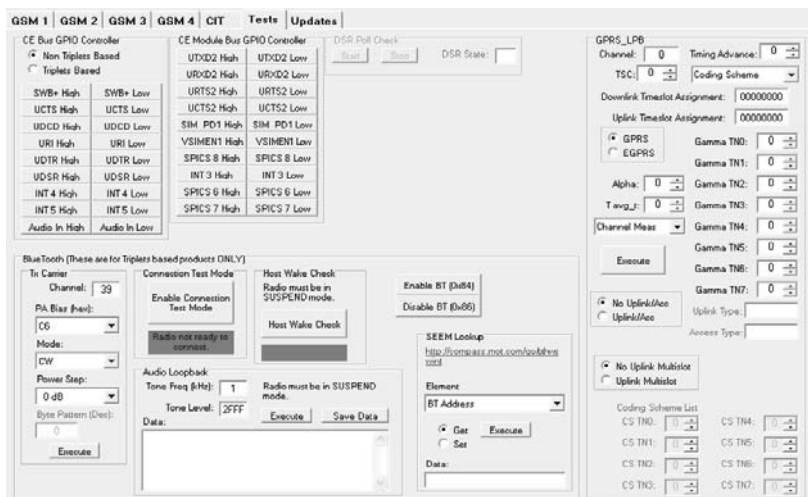 GSM 1 GSM 2 GSM 3 GSM 4 CIT Tests Updates
CE Bus GPIO Controller
Non Triplets Based
Triplets Based
SWB+ High SWB+ Low
UCTS High UCTS Low
UDCD High UDCD Low
URI High URI Low
UDTR High UDTR Low
UDSR High UDSR Low
INT 4 High INT 4 Low
INT 5 High INT 5 Low
Audio In High Audio In Low
CE Module Bus GPIO Controller
UTXD2 High UTXD2 Low
URXD2 High URXD2 Low
URTS2 High URTS2 Low
UCTS2 High UCTS2 Low
SIM_PD1 High SIM_PD1 Low
VSIMEN1 High VSIMEN1 Low
SPICS 8 High SPICS 8 Low
INT 3 High INT 3 Low
SPICS 6 High SPICS 6 Low
SPICS 7 High SPICS 7 Low
DSR Poll Check
Start Stop DSR State:
GPRS_LPB
Channel: 0 Timing Advance: 0
TSC: 0 Coding Scheme
Downlink Timeslot Assignment: 00000000
Uplink Timeslot Assignment: 00000000
GPRS
EGPRS
Gamma TN0: 0
Gamma TN1: 0
Alpha: 0 Gamma TN2: 0
T avg_t: 0 Gamma TN3: 0
Channel Meas Gamma TN4: 0
Gamma TN5: 0
Execute
Gamma TN6: 0
Gamma TN7: 0
No Uplink/Acc
Uplink/Acc
Uplink Type:
Access Type:
No Uplink Multislot
Uplink Multislot
Coding Scheme List
CS TN0: 0 CS TN4: 0
CS TN1: 0 CS TN5: 0
CS TN2: 0 CS TN6: 0
CS TN3: 0 CS TN7: 0
BlueTooth (These are for Triplets based products ONLY)
Tx Carrier
Channel: 39
PA Bias (hex):
C6
Mode:
CW
Power Step:
0 dB
Byte Pattern (Dec):
0
Execute
Connection Test Mode
Enable Connection
Test Mode
Radio not ready to
connect.
Host Wake Check
Radio must be in
SUSPEND mode.
Host Wake Check
Enable BT (0x84)
Disable BT (0x86)
Audio Loopback
Tone Freq (kHz): 1
Tone Level: 2FFF
Radio must be in SUSPEND
mode.
Execute Save Data
Data:
SEEM Lookup
Element
BT Address
Get
Set
Execute
Data: